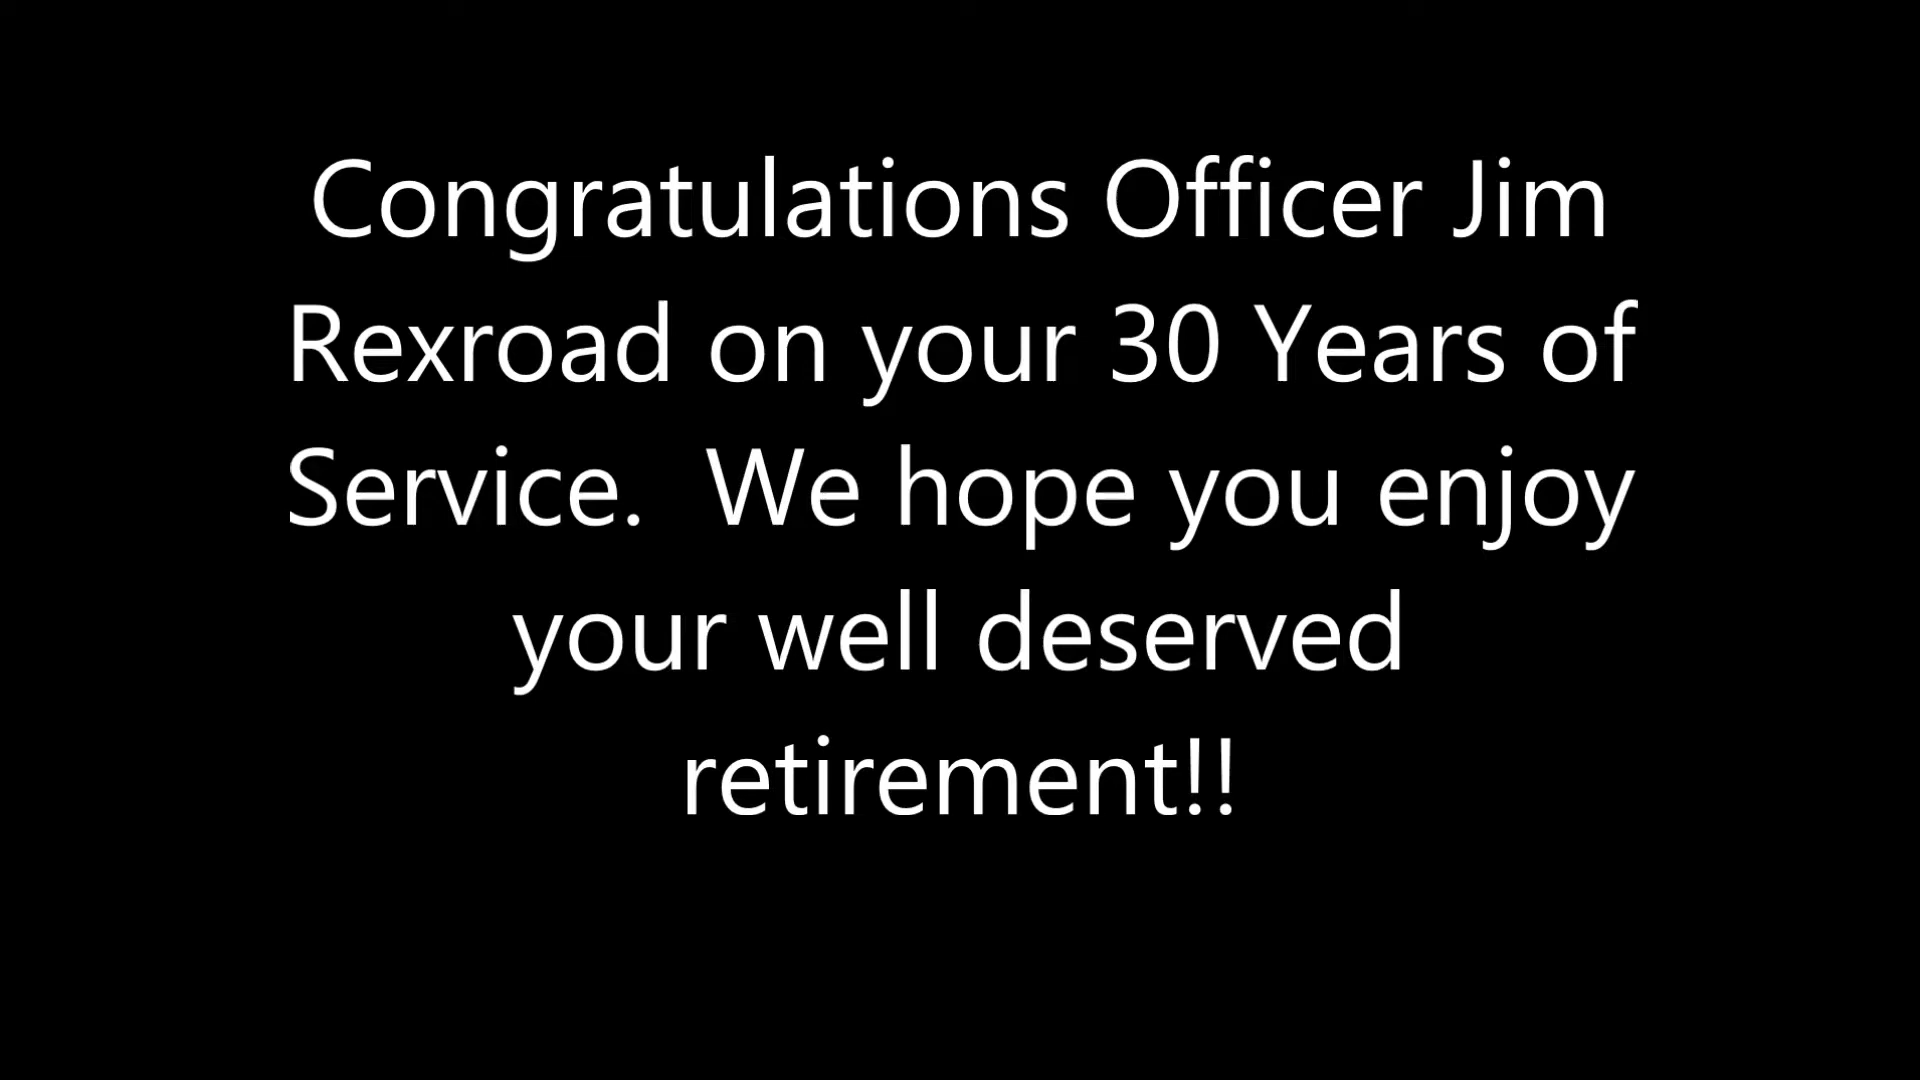 Congratulations Officer Jim
Rexroad on your 30 Years of
Service.  We hope you enjoy
your well deserved
retirement!!